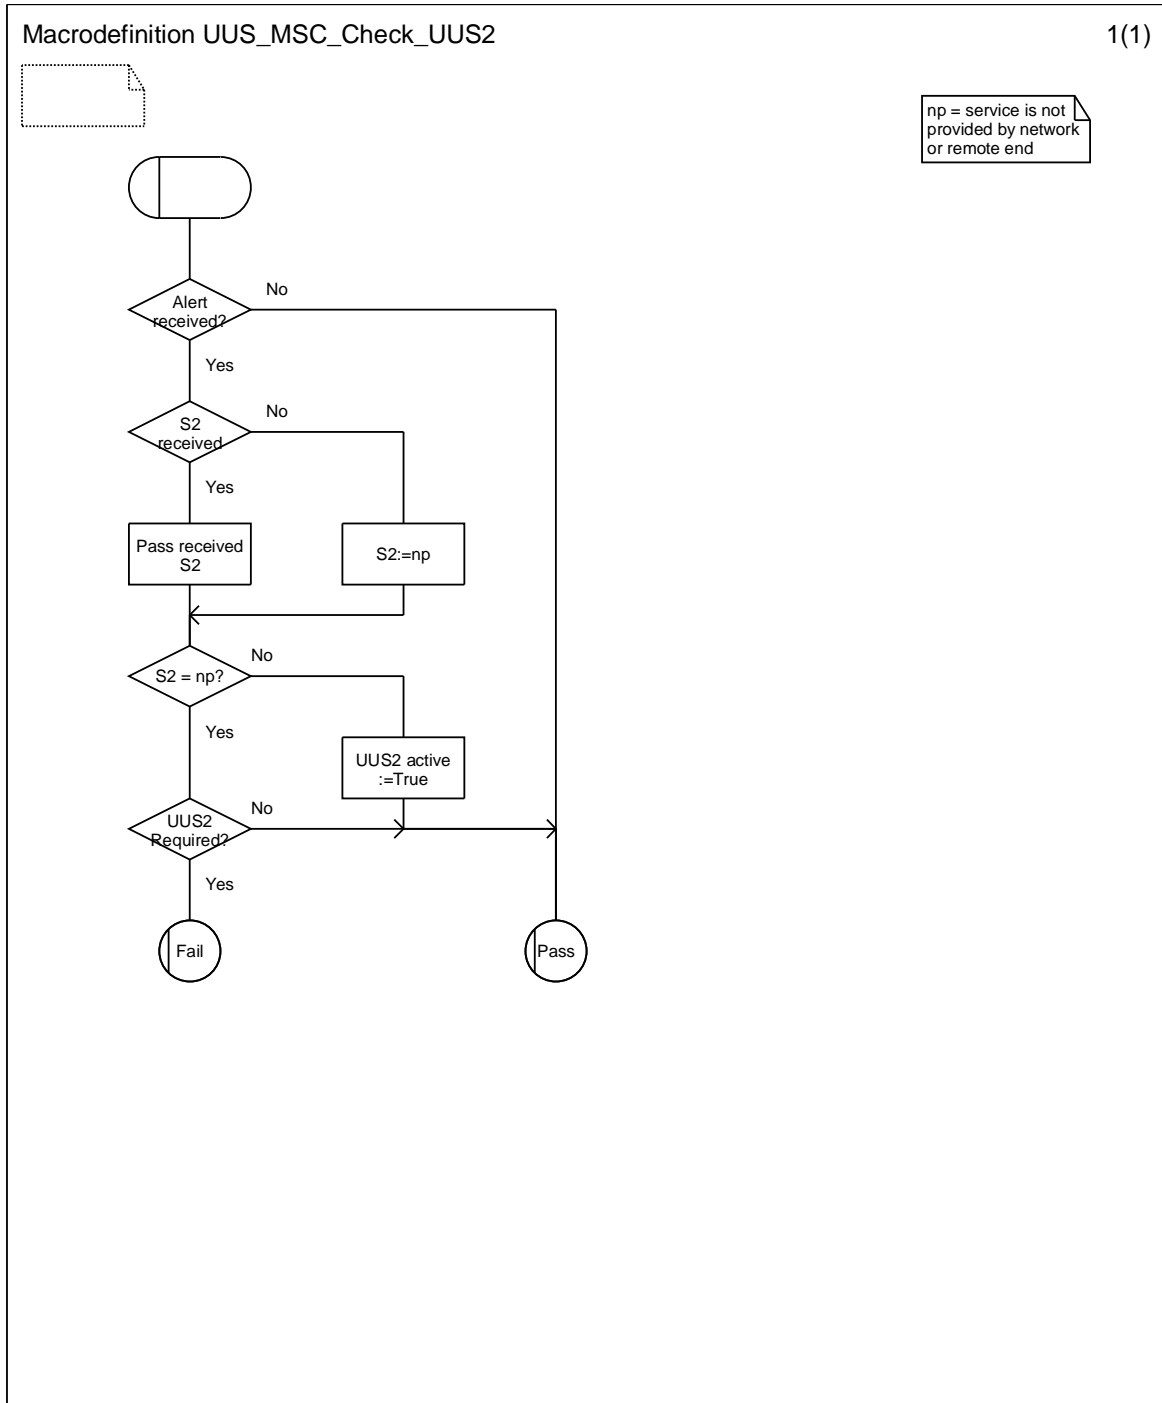 Macrodefinition UUS_MSC_Check_UUS2
1(1)
np = service is not
provided by network
or remote end
Alert
received?
No
Yes
S2
received
No
Yes
Pass received
S2
S2:=np
S2 = np?
No
Yes
UUS2 active
:=True
UUS2
Required?
No
Yes
Fail
Pass